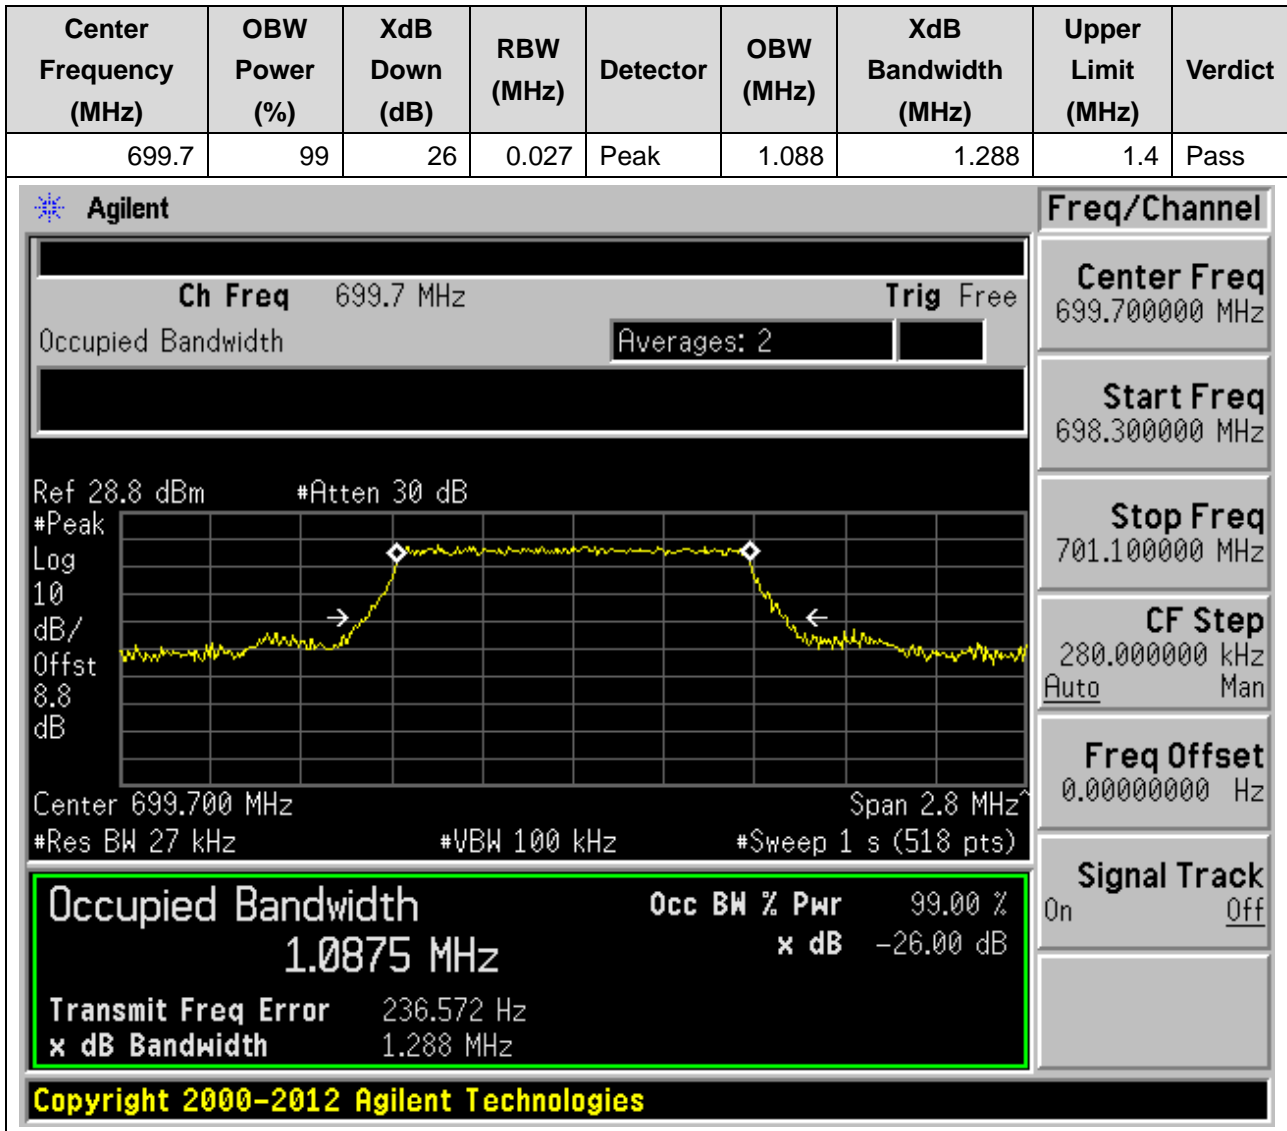 Center Frequency (MHz) OBW Power (%) XdB Down (dB) RBW (MHz) Detector OBW (MHz) XdB Bandwidth (MHz) Upper Limit (MHz) Verdict
699.7 99 26 0.027 Peak 1.088 1.288 1.4 Pass
Agilent
Freq/Channel
Ch Freq 699.7 MHz Trig Free
Occupied Bandwidth Averages: 2
Center Freq
699.700000 MHz
Start Freq
698.300000 MHz
Stop Freq
701.100000 MHz
CF Step
280.000000 kHz
Auto Man
Freq Offset
0.00000000 Hz
Signal Track
On Off
Ref 28.8 dBm #Atten 30 dB
#Peak
Log
10
dB/
Offst
8.8
dB
Center 699.700 MHz Span 2.8 MHz^
#Res BW 27 kHz #VBW 100 kHz #Sweep 1 s (518 pts)
Occupied Bandwidth Occ BW % Pwr 99.00 %
1.0875 MHz x dB -26.00 dB
Transmit Freq Error 236.572 Hz
x dB Bandwidth 1.288 MHz
Copyright 2000-2012 Agilent Technologies